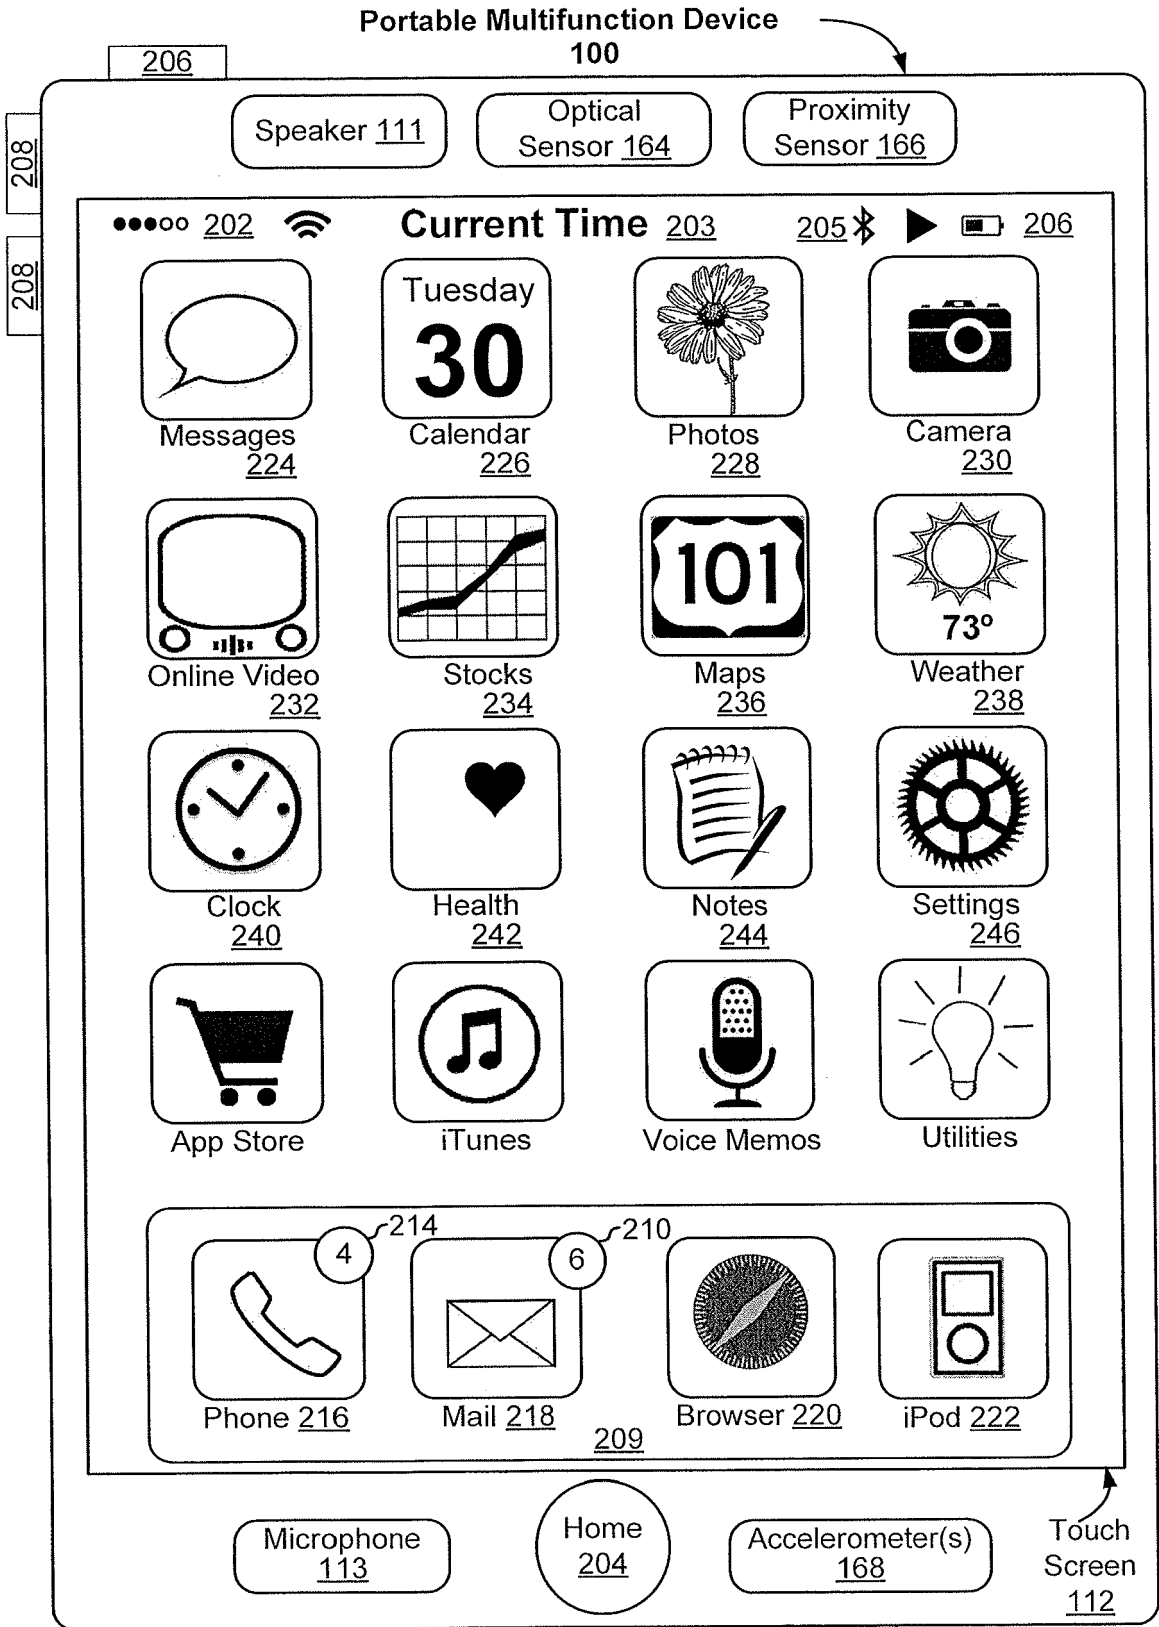 Portable Multifunction Device
100
206
208
208
Speaker 111
Optical
Sensor 164
Proximity
Sensor 166
202 Current Time 203 205 206
Tuesday
30
Messages
224
Calendar
226
Photos
228
Camera
230
101
73º
Online Video
232
Stocks
234
Maps
236
Weather
238
Clock
240
Health
242
Notes
244
Settings
246
App Store
iTunes
Voice Memos
Utilities
4
214
6
210
Phone 216
Mail 218
Browser 220
iPod 222
209
Microphone
113
Home
204
Accelerometer(s)
168
Touch
Screen
112